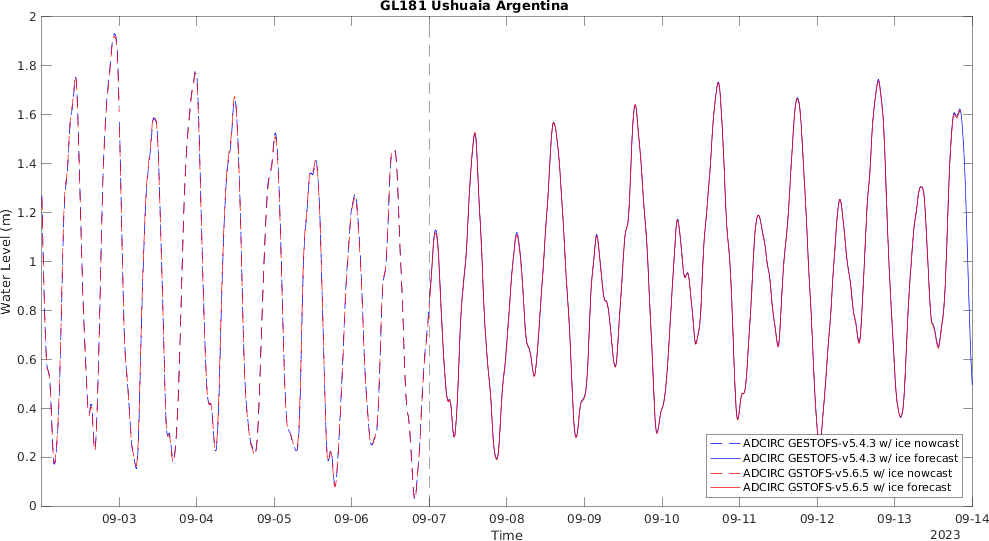 GL181 Ushuaia Argentina
2
1.8
1.6
1.4
1.2
1
0.8
0.6
0.4
0.2
0
Water Level (m)
ADCIRC GESTOFS-v5.4.3 w/ ice nowcast
ADCIRC GESTOFS-v5.4.3 w/ ice forecast
ADCIRC GSTOFS-v5.6.5 w/ ice nowcast
ADCIRC GSTOFS-v5.6.5 w/ ice forecast
09-03 09-04 09-05 09-06 09-07 09-08 09-09 09-10 09-11 09-12 09-13 09-14
Time
2023